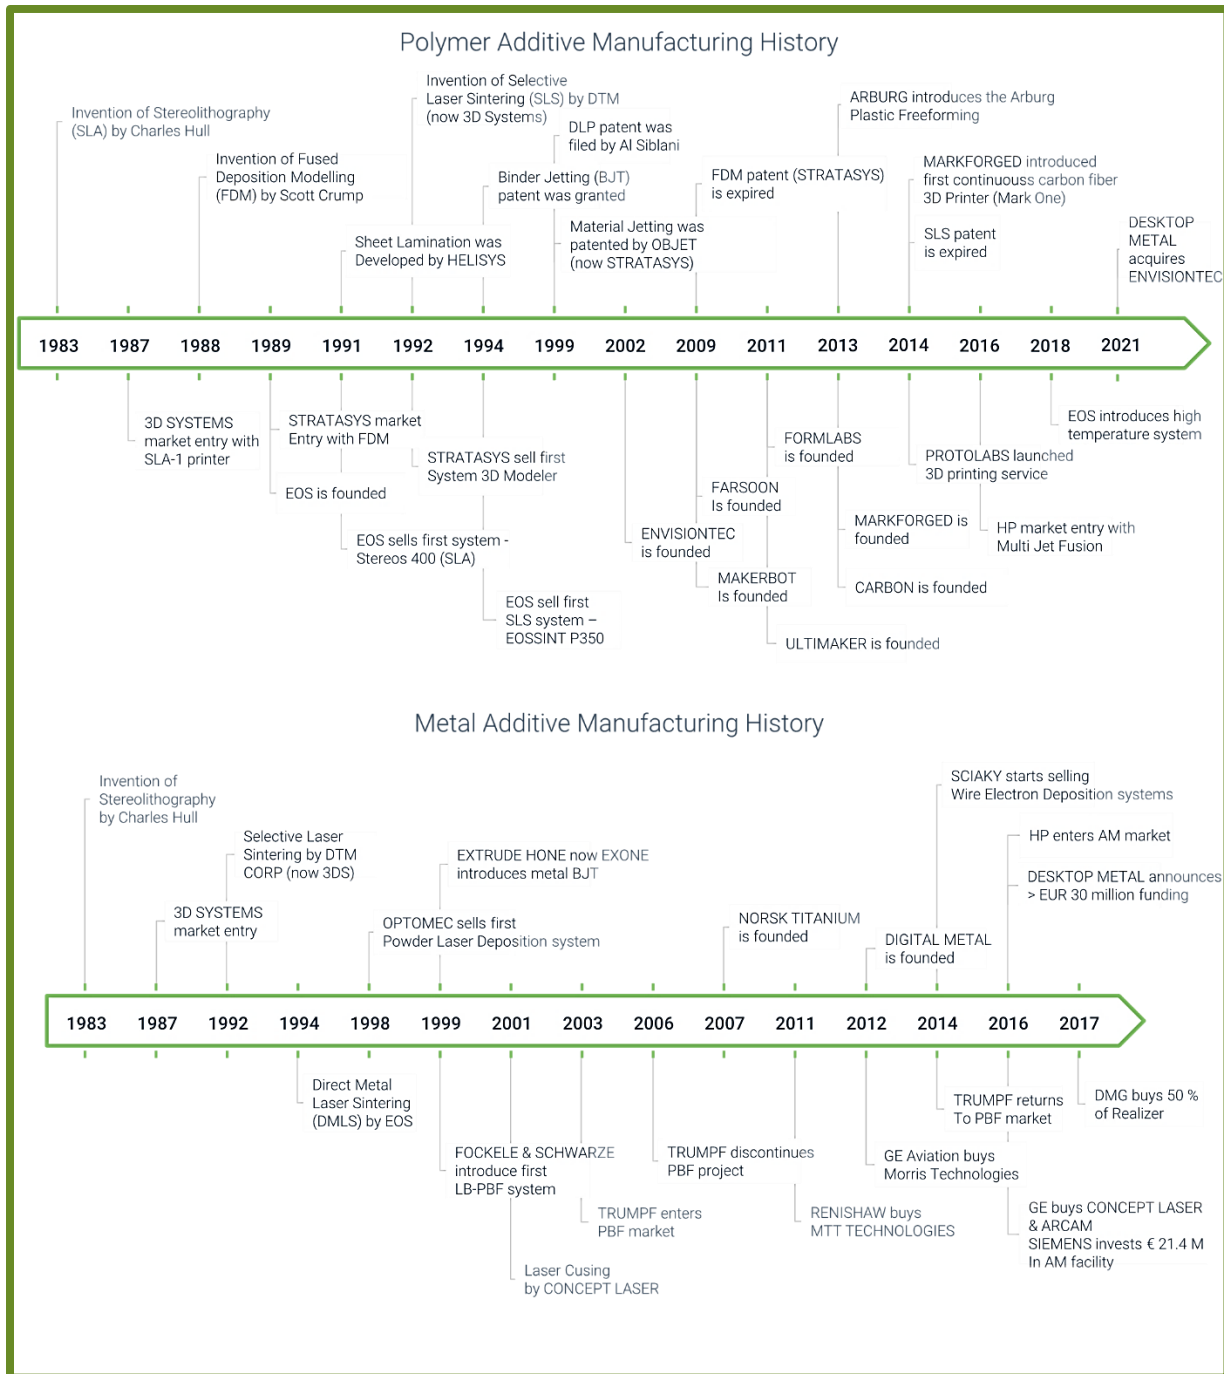 Polymer Additive Manufacturing History
Invention of Stereolithography
(SLA) by Charles Hull
Invention of Fused
Deposition Modelling
(FDM) by Scott Crump
Sheet Lamination was
Developed by HELISYS
Invention of Selective
Laser Sintering (SLS) by DTM
(now 3D Systems)
Binder Jetting (BJT)
patent was granted
DLP patent was
filed by Al Siblani
Material Jetting was
patented by OBJET
(now STRATASYS)
FDM patent (STRATASYS)
is expired
ARBURG introduces the Arburg
Plastic Freeforming
MARKFORGED introduced
first continuouss carbon fiber
3D Printer (Mark One)
SLS patent
is expired
DESKTOP
METAL
acquires
ENVISIONTEC
1983 1987 1988 1989 1991 1992 1994 1999 2002 2009 2011 2013 2014 2016 2018 2021
3D SYSTEMS
market entry with
SLA-1 printer
STRATASYS market
Entry with FDM
EOS is founded
EOS sells first system -
Stereos 400 (SLA)
STRATASYS sell first
System 3D Modeler
EOS sell first
SLS system –
EOSSINT P350
ENVISIONTEC
is founded
FARSOON
Is founded
MAKERBOT
Is founded
FORMLABS
is founded
ULTIMAKER is founded
MARKFORGED is
founded
CARBON is founded
PROTOLABS launched
3D printing service
HP market entry with
Multi Jet Fusion
EOS introduces high
temperature system
Metal Additive Manufacturing History
Invention of
Stereolithography
by Charles Hull
3D SYSTEMS
market entry
Selective Laser
Sintering by DTM
CORP (now 3DS)
OPTOMEC sells first
Powder Laser Deposition system
EXTRUDE HONE now EXONE
introduces metal BJT
NORSK TITANIUM
is founded
DIGITAL METAL
is founded
SCIAKY starts selling
Wire Electron Deposition systems
HP enters AM market
DESKTOP METAL announces
> EUR 30 million funding
1983 1987 1992 1994 1998 1999 2001 2003 2006 2007 2011 2012 2014 2016 2017
Direct Metal
Laser Sintering
(DMLS) by EOS
FOCKELE & SCHWARZE
introduce first
LB-PBF system
Laser Cusing
by CONCEPT LASER
TRUMPF enters
PBF market
TRUMPF discontinues
PBF project
RENISHAW buys
MTT TECHNOLOGIES
GE Aviation buys
Morris Technologies
TRUMPF returns
To PBF market
GE buys CONCEPT LASER
& ARCAM
SIEMENS invests € 21.4 M
In AM facility
DMG buys 50 %
of Realizer